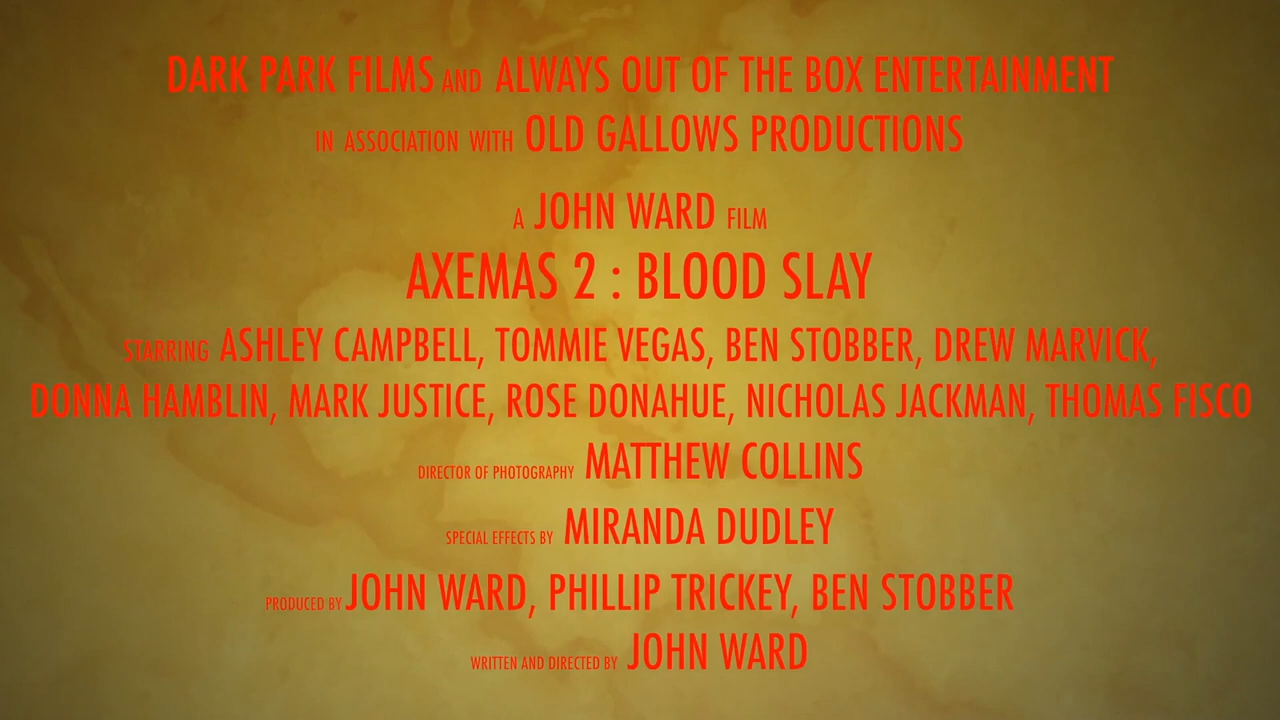 DARK PARK FILMS AND ALWAYS OUT OF THE BOX ENTERTAINMENT
IN ASSOCIATION WITH OLD GALLOWS PRODUCTIONS
A JOHN WARD FILM
AXEMAS 2 : BLOOD SLAY
STARRING ASHLEY CAMPBELL, TOMMIE VEGAS, BEN STOBBER, DREW MARVICK,
DONNA HAMBLIN, MARK JUSTICE, ROSE DONAHUE, NICHOLAS JACKMAN, THOMAS FISCO
DIRECTOR OF PHOTOGRAPHY MATTHEW COLLINS
SPECIAL EFFECTS BY MIRANDA DUDLEY
PRODUCED BY JOHN WARD, PHILLIP TRICKEY, BEN STOBBER
WRITTEN AND DIRECTED BY JOHN WARD